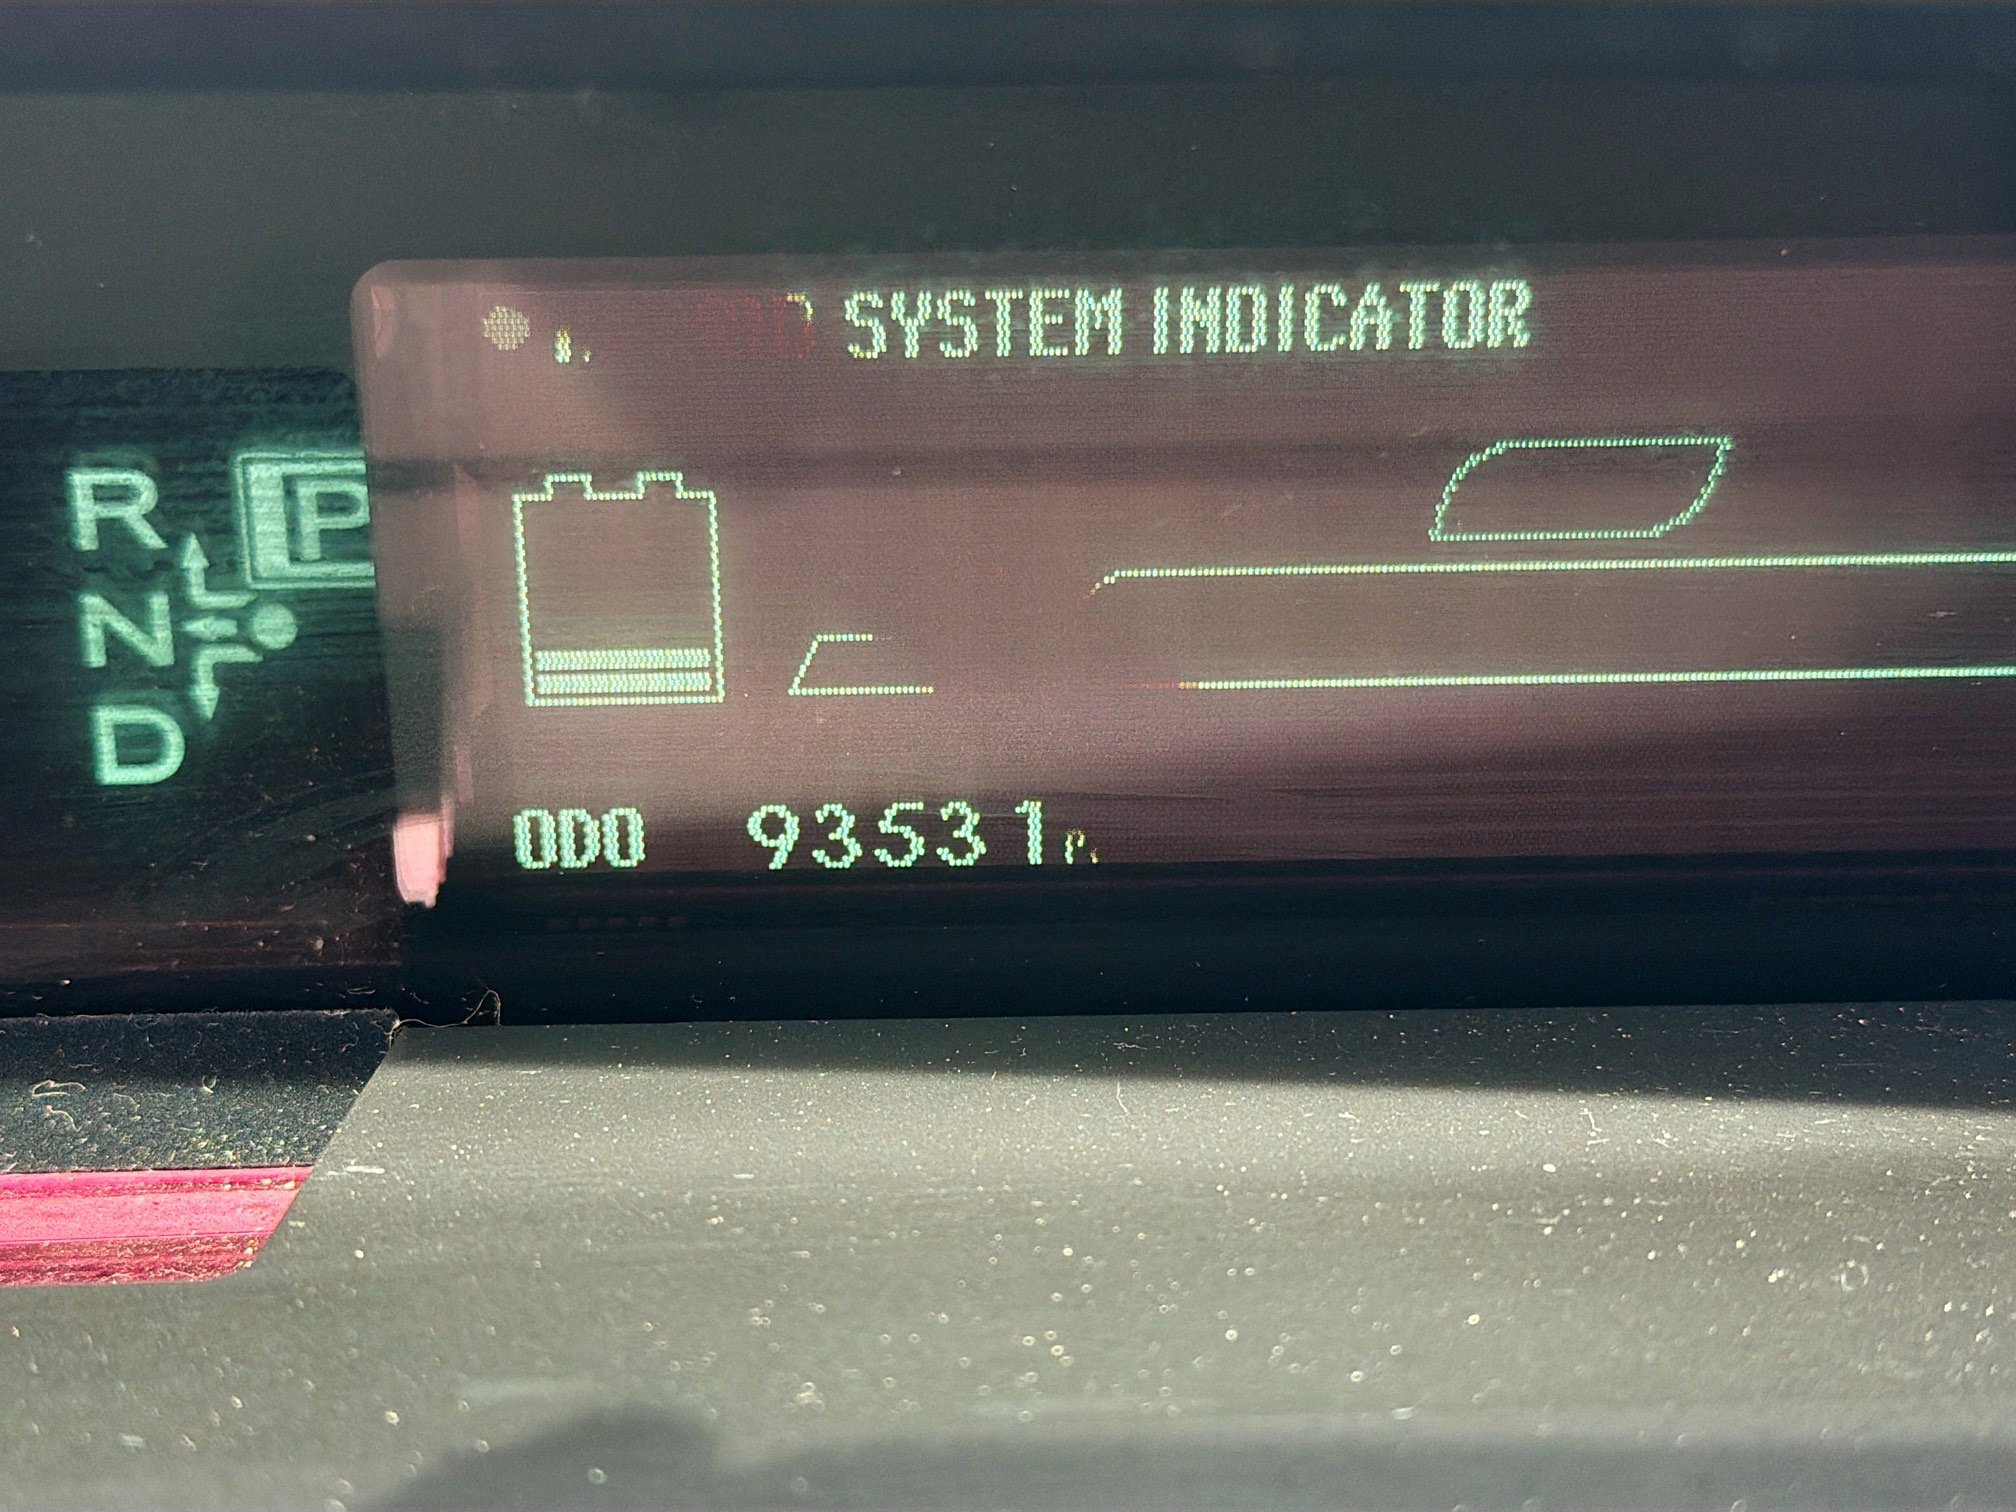 SYSTEM INDICATOR
R
P
N
D
ODO 93531